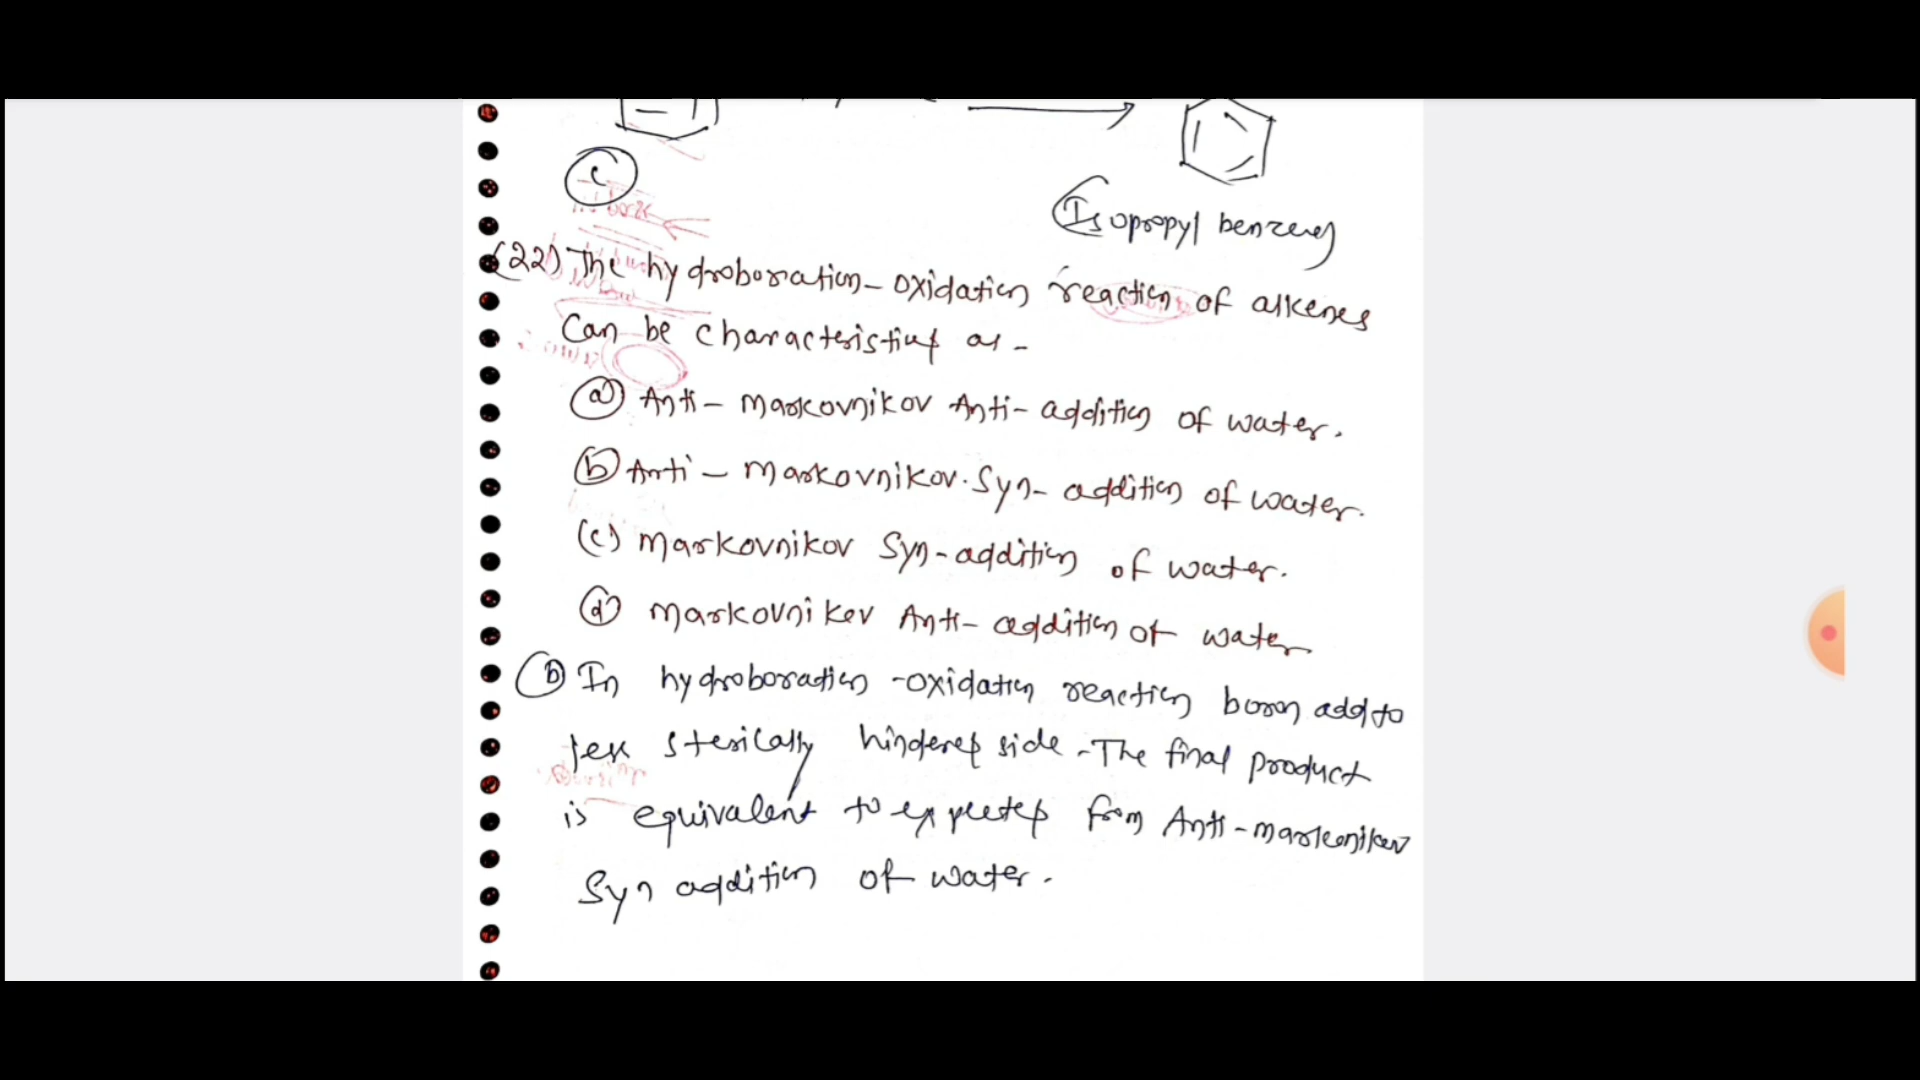 (c)
(Isopropyl benzene)
(22) The hydroboration - oxidation reaction of alkenes
Can be characteristied as -
(a) Anti - markovnikov Anti - addition of water.
(b) Anti - markovnikov. Syn - addition of water.
(c) markovnikov Syn - addition of water.
(d) markovnikov Anti - addition of water
(b) In hydroboration - oxidation reaction boron add to
less sterically hindered side - The final product
is equivalent to expected from Anti - markonikov
Syn addition of water.